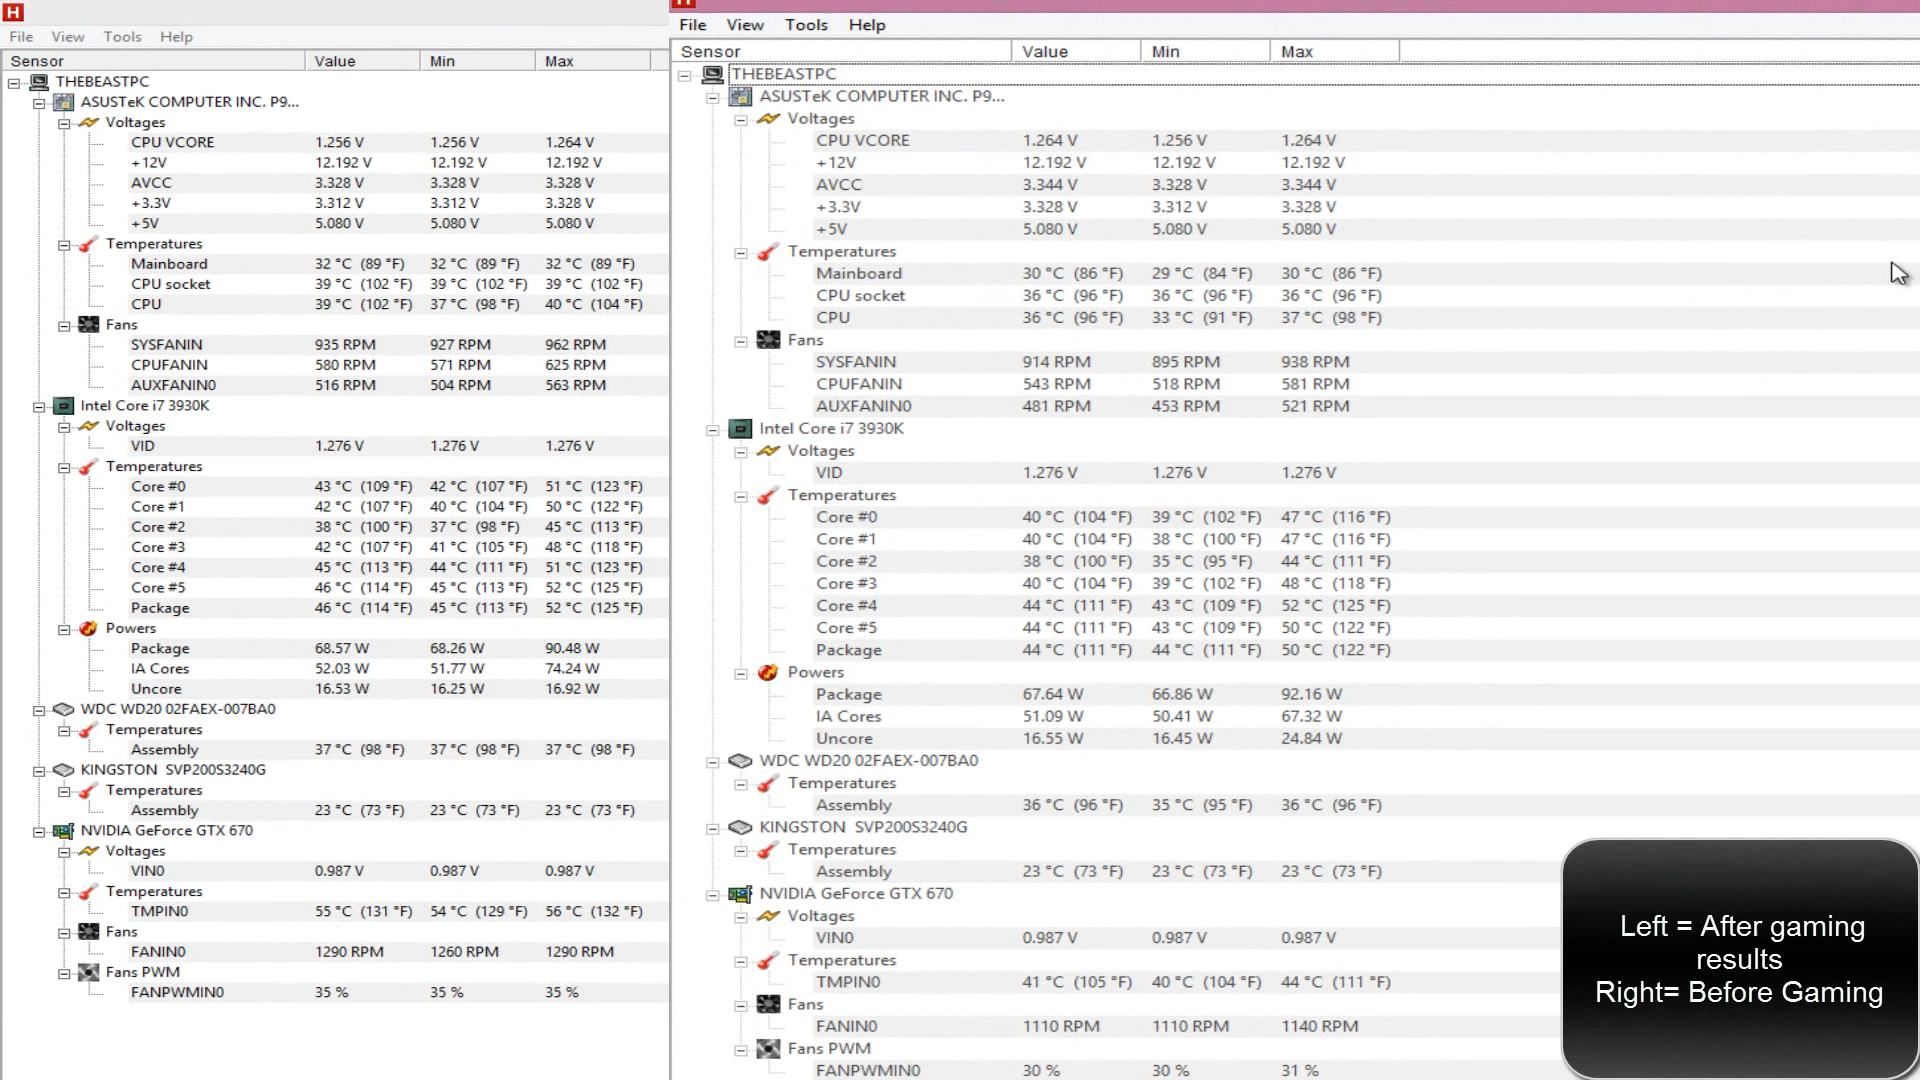 H
File View Tools Help
Sensor Value Min Max
THEBEASTPC
ASUSTeK COMPUTER INC. P9...
Voltages
CPU VCORE 1.256 V 1.256 V 1.264 V
+12V 12.192 V 12.192 V 12.192 V
AVCC 3.328 V 3.328 V 3.328 V
+3.3V 3.312 V 3.312 V 3.328 V
+5V 5.080 V 5.080 V 5.080 V
Temperatures
Mainboard 32 °C (89 °F) 32 °C (89 °F) 32 °C (89 °F)
CPU socket 39 °C (102 °F) 39 °C (102 °F) 39 °C (102 °F)
CPU 39 °C (102 °F) 37 °C (98 °F) 40 °C (104 °F)
Fans
SYSFANIN 935 RPM 927 RPM 962 RPM
CPUFANIN 580 RPM 571 RPM 625 RPM
AUXFANIN0 516 RPM 504 RPM 563 RPM
Intel Core i7 3930K
Voltages
VID 1.276 V 1.276 V 1.276 V
Temperatures
Core #0 43 °C (109 °F) 42 °C (107 °F) 51 °C (123 °F)
Core #1 42 °C (107 °F) 40 °C (104 °F) 50 °C (122 °F)
Core #2 38 °C (100 °F) 37 °C (98 °F) 45 °C (113 °F)
Core #3 42 °C (107 °F) 41 °C (105 °F) 48 °C (118 °F)
Core #4 45 °C (113 °F) 44 °C (111 °F) 51 °C (123 °F)
Core #5 46 °C (114 °F) 45 °C (113 °F) 52 °C (125 °F)
Package 46 °C (114 °F) 45 °C (113 °F) 52 °C (125 °F)
Powers
Package 68.57 W 68.26 W 90.48 W
IA Cores 52.03 W 51.77 W 74.24 W
Uncore 16.53 W 16.25 W 16.92 W
WDC WD20 02FAEX-007BA0
Temperatures
Assembly 37 °C (98 °F) 37 °C (98 °F) 37 °C (98 °F)
KINGSTON SVP200S3240G
Temperatures
Assembly 23 °C (73 °F) 23 °C (73 °F) 23 °C (73 °F)
NVIDIA GeForce GTX 670
Voltages
VIN0 0.987 V 0.987 V 0.987 V
Temperatures
TMPIN0 55 °C (131 °F) 54 °C (129 °F) 56 °C (132 °F)
Fans
FANIN0 1290 RPM 1260 RPM 1290 RPM
Fans PWM
FANPWMIN0 35 % 35 % 35 %
File View Tools Help
Sensor Value Min Max
THEBEASTPC
ASUSTeK COMPUTER INC. P9...
Voltages
CPU VCORE 1.264 V 1.256 V 1.264 V
+12V 12.192 V 12.192 V 12.192 V
AVCC 3.344 V 3.328 V 3.344 V
+3.3V 3.328 V 3.312 V 3.328 V
+5V 5.080 V 5.080 V 5.080 V
Temperatures
Mainboard 30 °C (86 °F) 29 °C (84 °F) 30 °C (86 °F)
CPU socket 36 °C (96 °F) 36 °C (96 °F) 36 °C (96 °F)
CPU 36 °C (96 °F) 33 °C (91 °F) 37 °C (98 °F)
Fans
SYSFANIN 914 RPM 895 RPM 938 RPM
CPUFANIN 543 RPM 518 RPM 581 RPM
AUXFANIN0 481 RPM 453 RPM 521 RPM
Intel Core i7 3930K
Voltages
VID 1.276 V 1.276 V 1.276 V
Temperatures
Core #0 40 °C (104 °F) 39 °C (102 °F) 47 °C (116 °F)
Core #1 40 °C (104 °F) 38 °C (100 °F) 47 °C (116 °F)
Core #2 38 °C (100 °F) 35 °C (95 °F) 44 °C (111 °F)
Core #3 40 °C (104 °F) 39 °C (102 °F) 48 °C (118 °F)
Core #4 44 °C (111 °F) 43 °C (109 °F) 52 °C (125 °F)
Core #5 44 °C (111 °F) 43 °C (109 °F) 50 °C (122 °F)
Package 44 °C (111 °F) 44 °C (111 °F) 50 °C (122 °F)
Powers
Package 67.64 W 66.86 W 92.16 W
IA Cores 51.09 W 50.41 W 67.32 W
Uncore 16.55 W 16.45 W 24.84 W
WDC WD20 02FAEX-007BA0
Temperatures
Assembly 36 °C (96 °F) 35 °C (95 °F) 36 °C (96 °F)
KINGSTON SVP200S3240G
Temperatures
Assembly 23 °C (73 °F) 23 °C (73 °F) 23 °C (73 °F)
NVIDIA GeForce GTX 670
Voltages
VIN0 0.987 V 0.987 V 0.987 V
Temperatures
TMPIN0 41 °C (105 °F) 40 °C (104 °F) 44 °C (111 °F)
Fans
FANIN0 1110 RPM 1110 RPM 1140 RPM
Fans PWM
FANPWMIN0 30 % 30 % 31 %
Left = After gaming
results
Right= Before Gaming